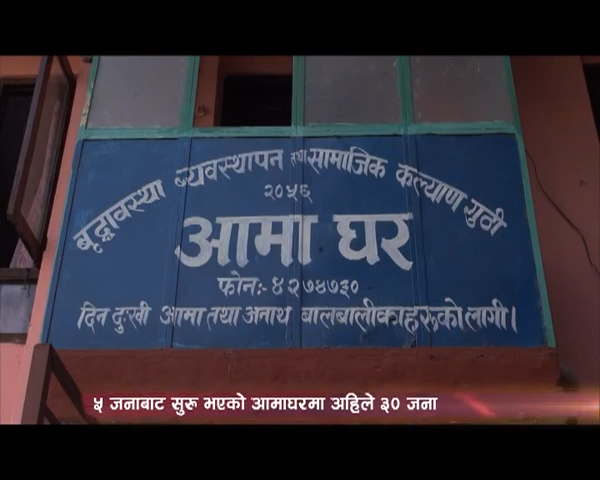 बृद्धावस्था ब्यवस्थापन तथा सामाजिक कल्याण गुठी
२०५६
आमा घर
फोनः-४२७४७३०
दिन दुःखी आमा तथा अनाथ बालबालीकाहरुको लागी।
५ जनाबाट सुरू भएको आमाघरमा अहिले ३० जना